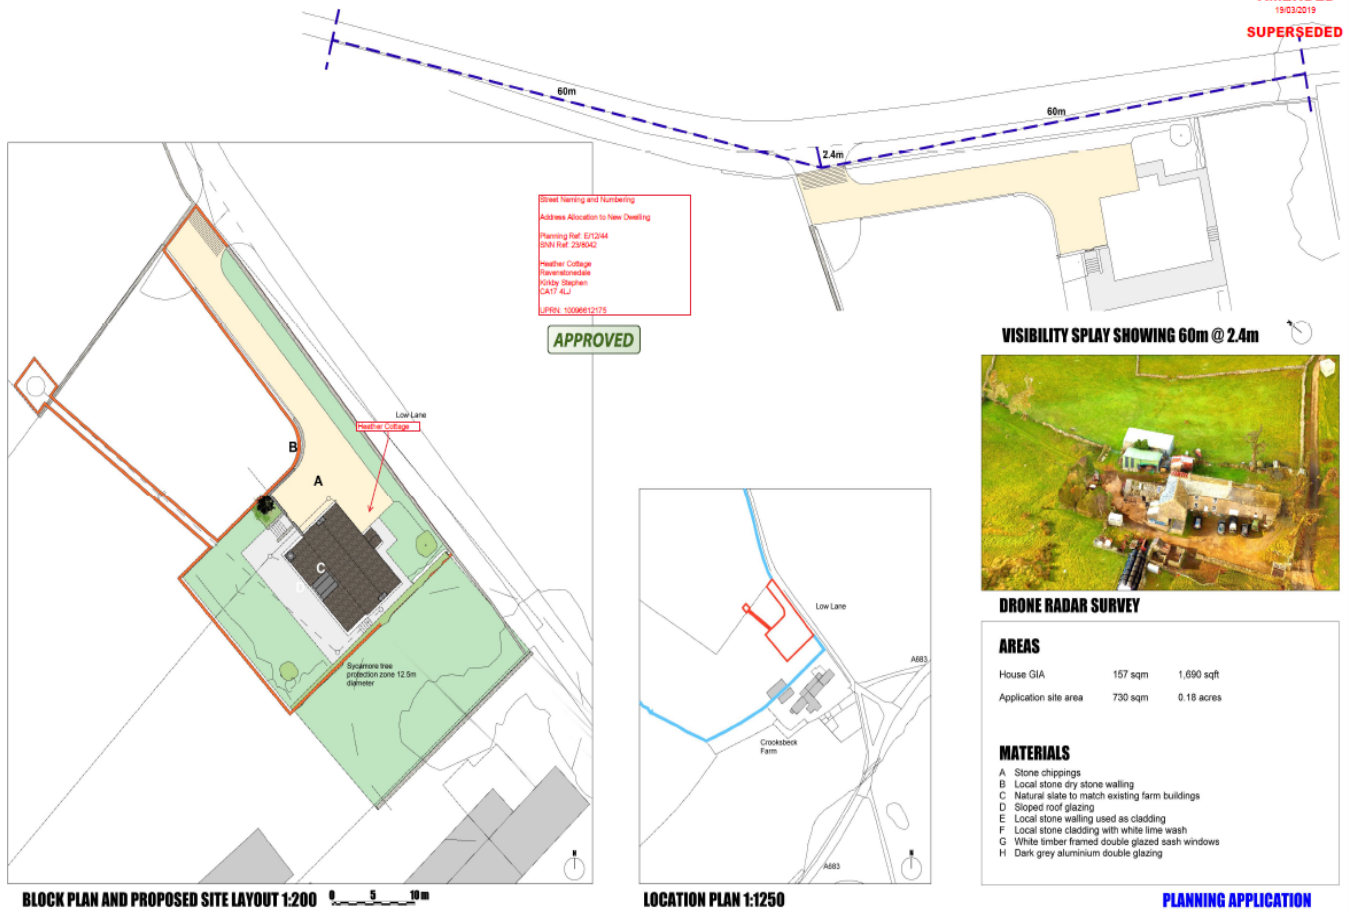 19/03/2019
SUPERSEDED
60m
60m
2.4m
Street Naming and Numbering
Address Allocation to New Dwelling
Planning Ref: E/12/44
SNN Ref: 23/8042
Heather Cottage
Ravenstonedale
Kirkby Stephen
CA17 4LJ
UPRN: 10096612175
APPROVED
VISIBILITY SPLAY SHOWING 60m @ 2.4m
Low Lane
Heather Cottage
B
A
C
D
Sycamore tree
protection zone 12.5m
diameter
N
BLOCK PLAN AND PROPOSED SITE LAYOUT 1:200
0 5 10m
Low Lane
A683
Crooksbeck
Farm
A683
N
LOCATION PLAN 1:1250
DRONE RADAR SURVEY
AREAS
House GIA 157 sqm 1,690 sqft
Application site area 730 sqm 0.18 acres
MATERIALS
A Stone chippings
B Local stone dry stone walling
C Natural slate to match existing farm buildings
D Sloped roof glazing
E Local stone walling used as cladding
F Local stone cladding with white lime wash
G White timber framed double glazed sash windows
H Dark grey aluminium double glazing
PLANNING APPLICATION